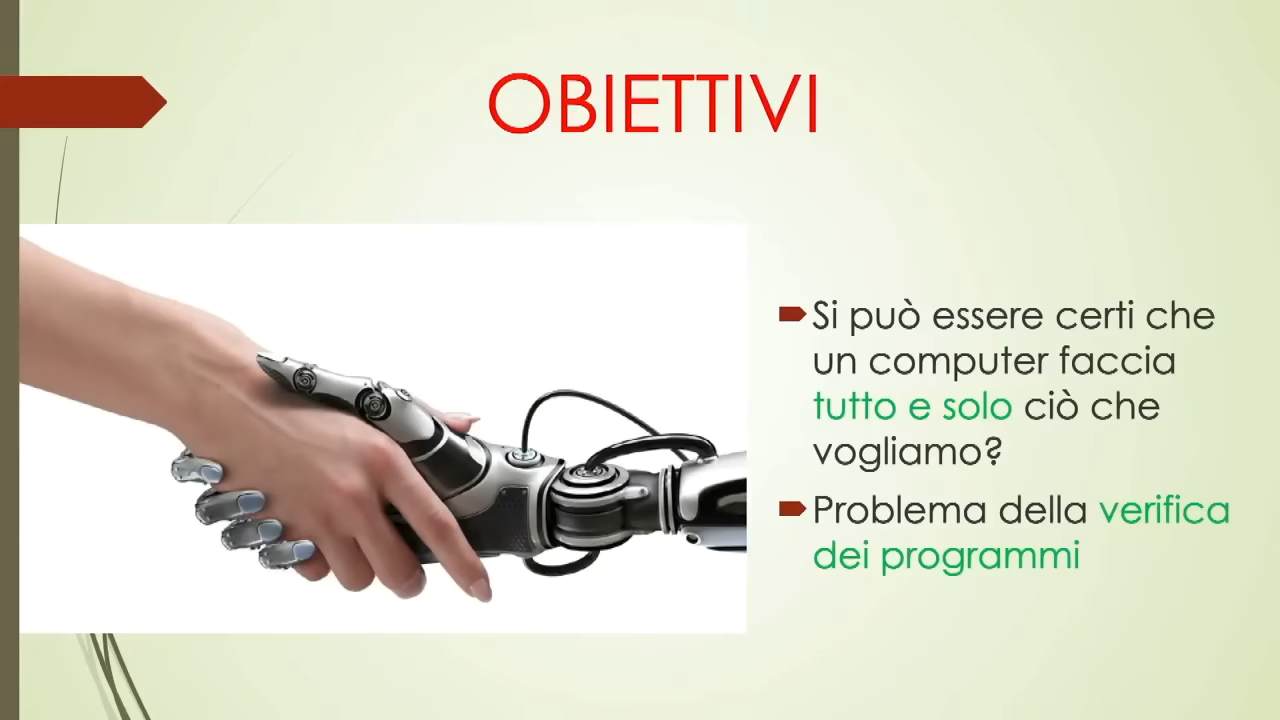 OBIETTIVI
Si può essere certi che
un computer faccia
tutto e solo ciò che
vogliamo?
Problema della verifica
dei programmi